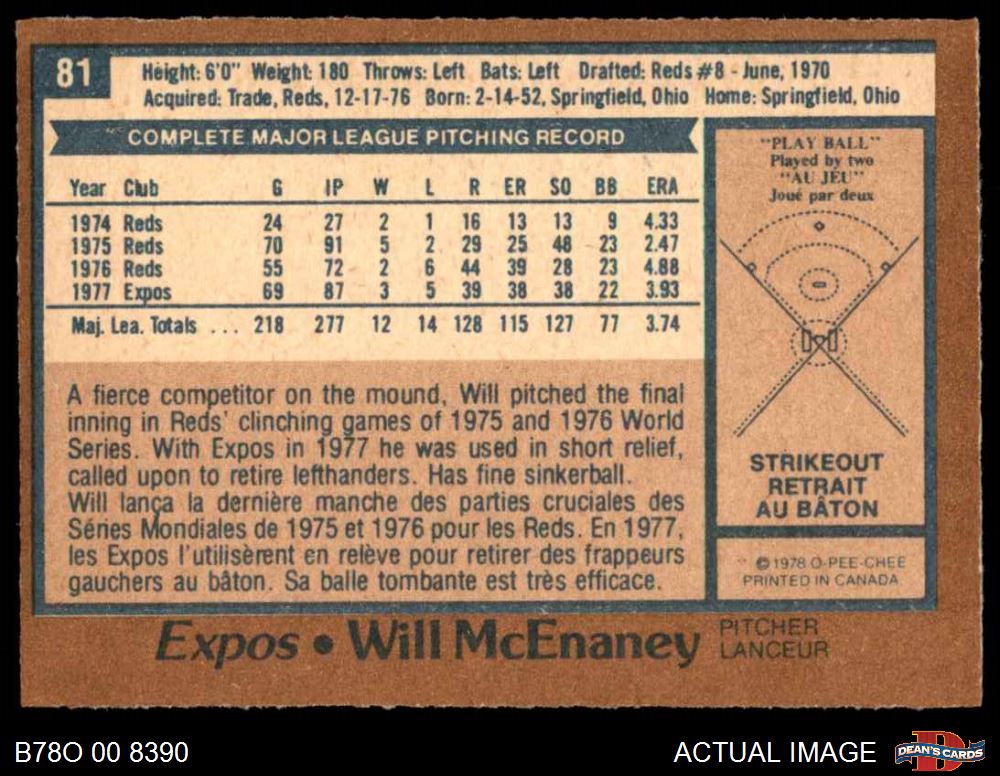 81
Height: 6'0" Weight: 180 Throws: Left Bats: Left Drafted: Reds #8 - June, 1970
Acquired: Trade, Reds, 12-17-76 Born: 2-14-52, Springfield, Ohio Home: Springfield, Ohio
COMPLETE MAJOR LEAGUE PITCHING RECORD
Year Club G IP W L R ER SO BB ERA
1974 Reds 24 27 2 1 16 13 13 9 4.33
1975 Reds 70 91 5 2 29 25 48 23 2.47
1976 Reds 55 72 2 6 44 39 28 23 4.88
1977 Expos 69 87 3 5 39 38 38 22 3.93
Maj. Lea. Totals ... 218 277 12 14 128 115 127 77 3.74
A fierce competitor on the mound, Will pitched the final
inning in Reds' clinching games of 1975 and 1976 World
Series. With Expos in 1977 he was used in short relief,
called upon to retire lefthanders. Has fine sinkerball.
Will lança la dernière manche des parties cruciales des
Séries Mondiales de 1975 et 1976 pour les Reds. En 1977,
les Expos l'utilisèrent en relève pour retirer des frappeurs
gauchers au bâton. Sa balle tombante est très efficace.
"PLAY BALL"
Played by two
"AU JEU"
Joué par deux
STRIKEOUT
RETRAIT
AU BÂTON
© 1978 O-PEE-CHEE
PRINTED IN CANADA
Expos • Will McEnaney
PITCHER
LANCEUR
B78O 00 8390
ACTUAL IMAGE
DEAN'S CARDS